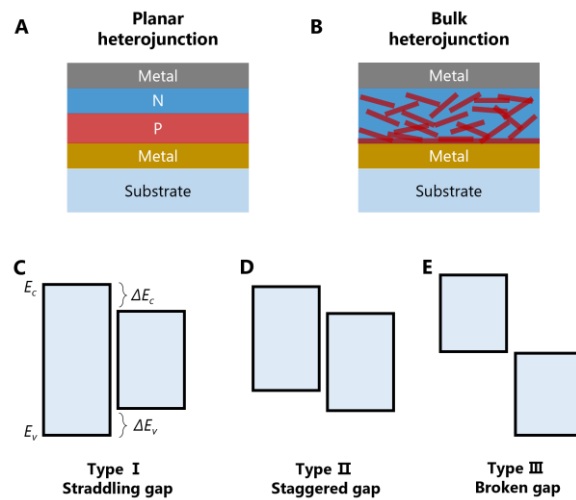 A
Planar
heterojunction
Metal
N
P
Metal
Substrate
B
Bulk
heterojunction
Metal
Metal
Substrate
C
Ec
ΔEc
Ev
ΔEv
Type Ⅰ
Straddling gap
D
Type Ⅱ
Staggered gap
E
Type Ⅲ
Broken gap